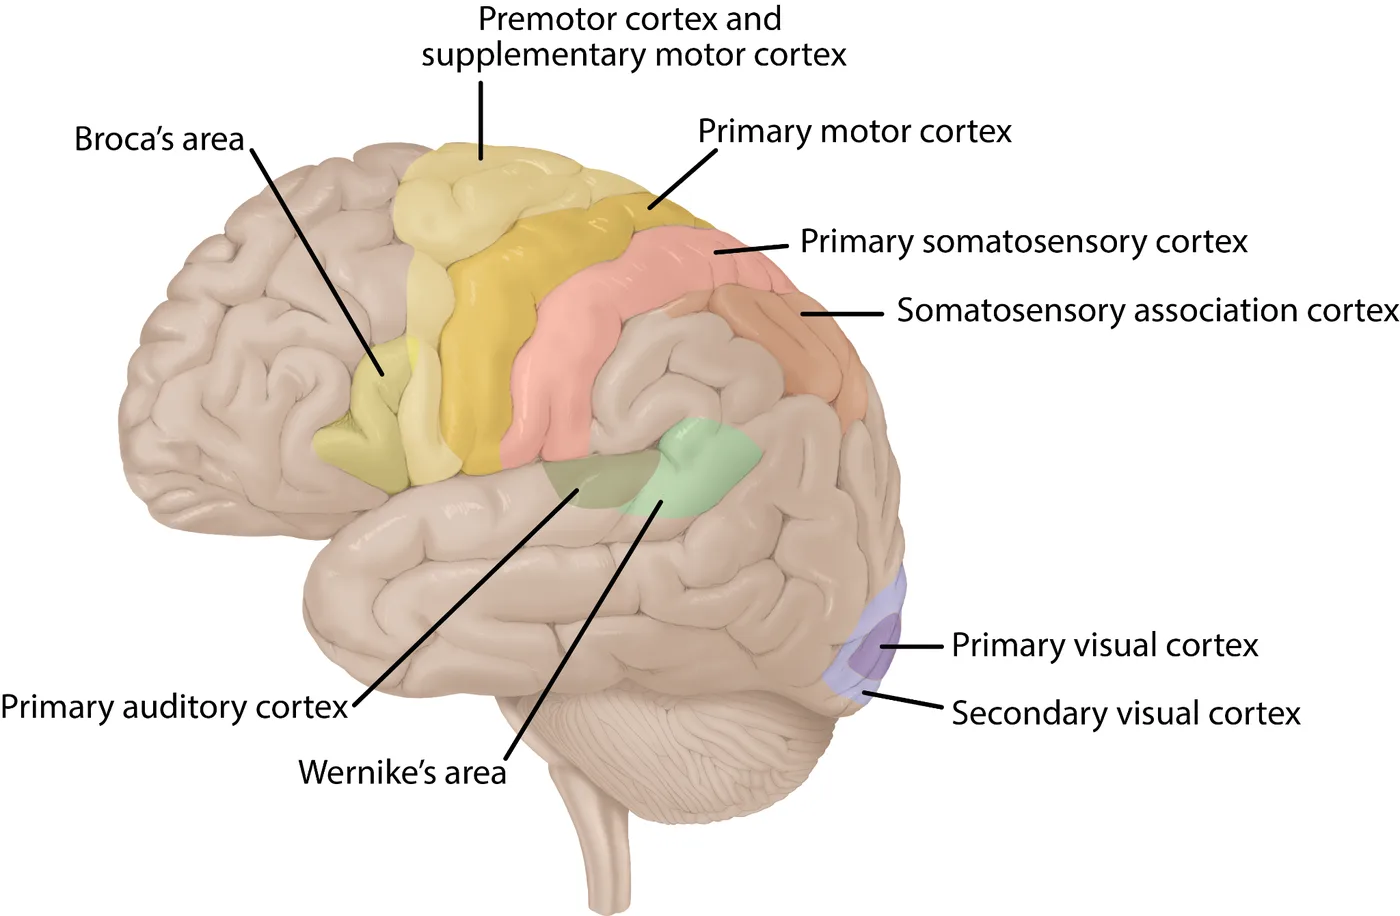 Premotor cortex and
supplementary motor cortex
Broca’s area
Primary motor cortex
Primary somatosensory cortex
Somatosensory association cortex
Primary visual cortex
Primary auditory cortex
Secondary visual cortex
Wernike’s area